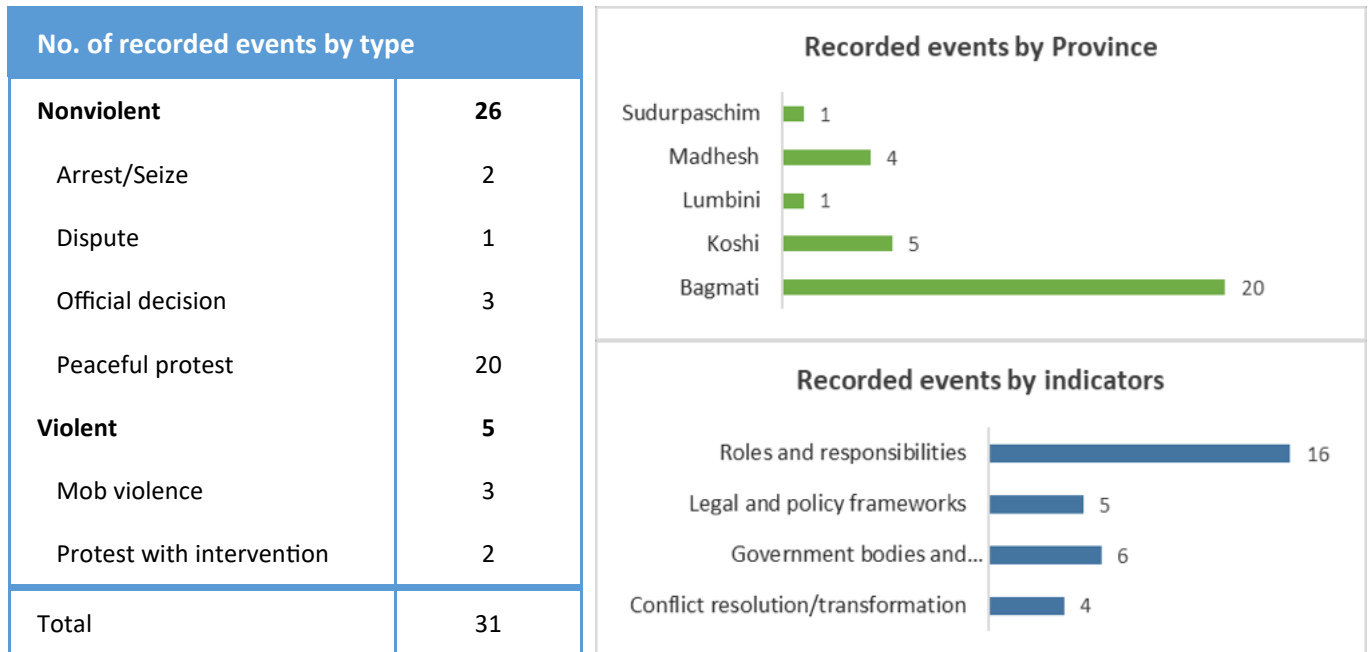 No. of recorded events by type
Nonviolent 26
Arrest/Seize 2
Dispute 1
Official decision 3
Peaceful protest 20
Violent 5
Mob violence 3
Protest with intervention 2
Total 31
Recorded events by Province
Sudurpaschim 1
Madhesh 4
Lumbini 1
Koshi 5
Bagmati 20
Recorded events by indicators
Roles and responsibilities 16
Legal and policy frameworks 5
Government bodies and... 6
Conflict resolution/transformation 4